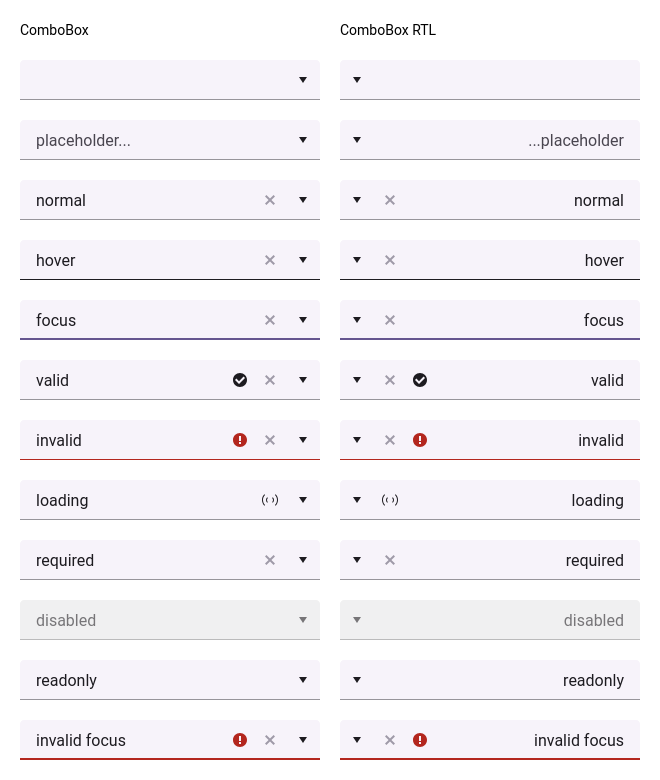 ComboBox ComboBox RTL
placeholder... ...placeholder
normal normal
hover hover
focus focus
valid valid
invalid invalid
loading loading
required required
disabled disabled
readonly readonly
invalid focus invalid focus